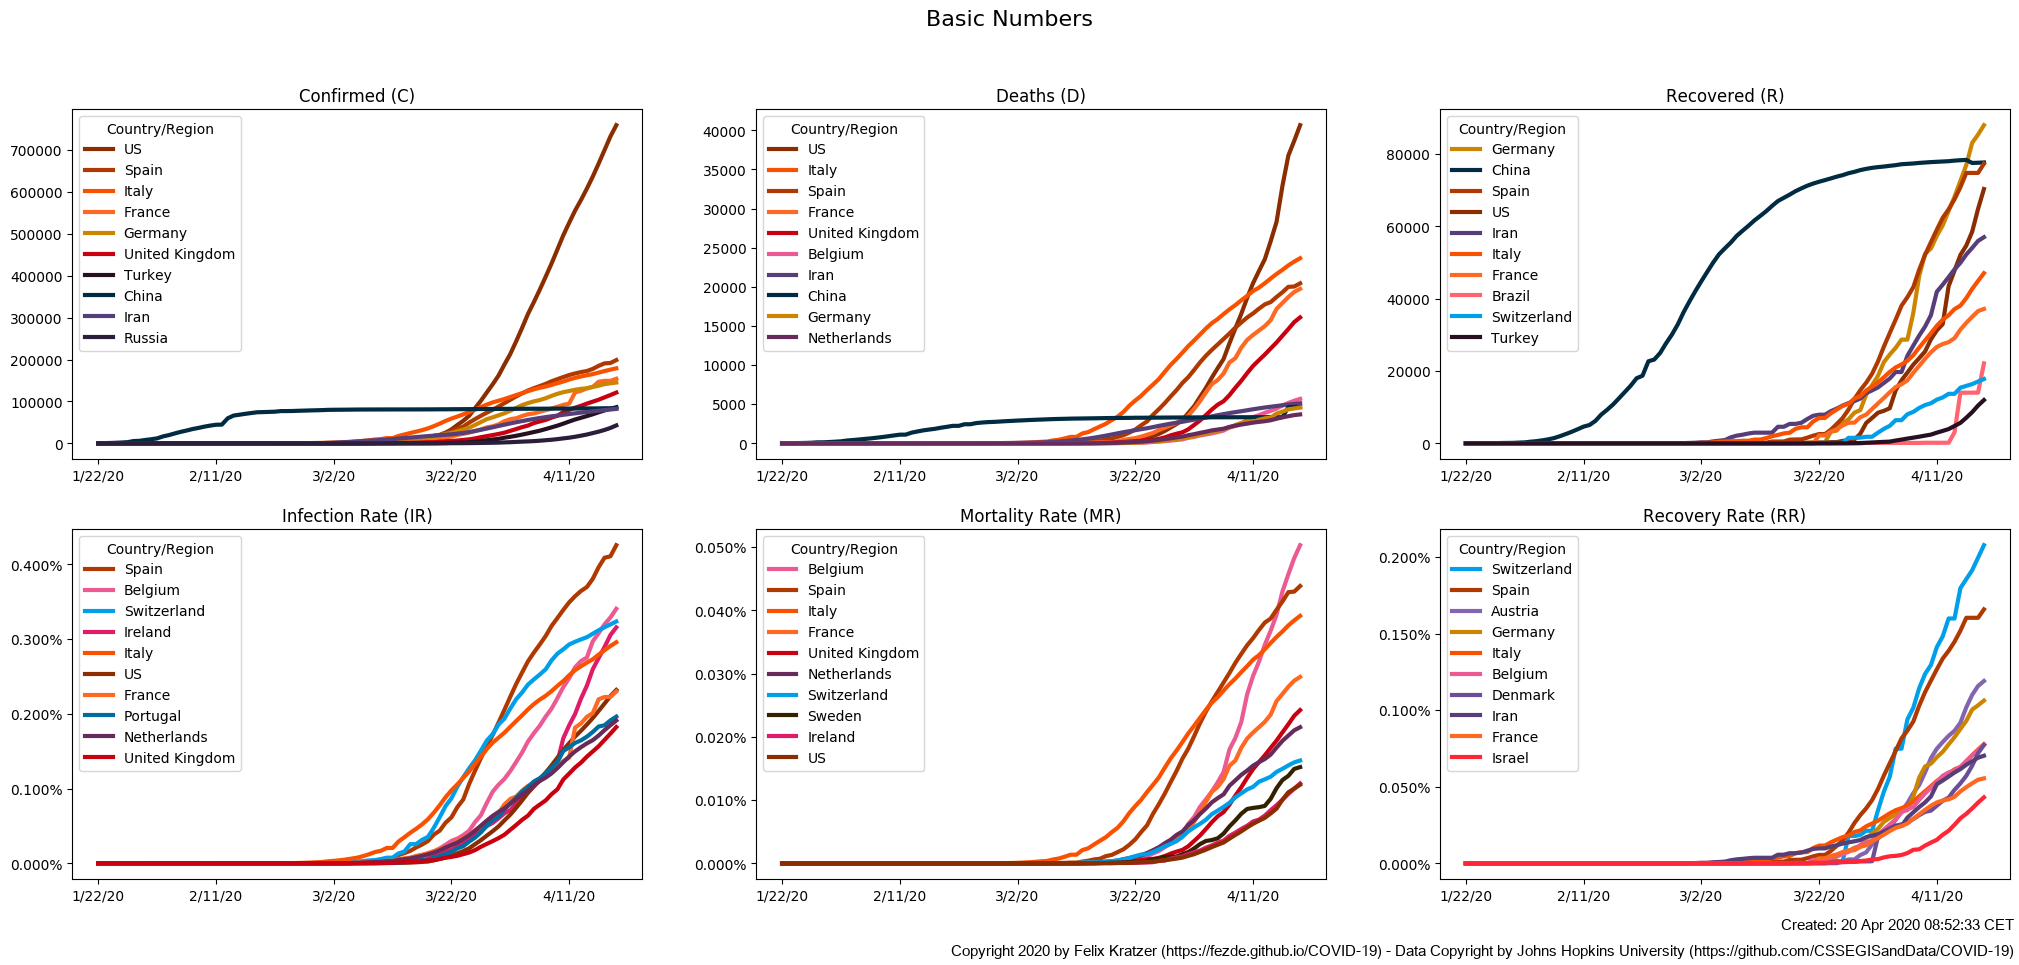 Basic Numbers
Confirmed (C)
Country/Region
US
Spain
Italy
France
Germany
United Kingdom
Turkey
China
Iran
Russia
700000
600000
500000
400000
300000
200000
100000
0
1/22/20 2/11/20 3/2/20 3/22/20 4/11/20
Deaths (D)
Country/Region
US
Italy
Spain
France
United Kingdom
Belgium
Iran
China
Germany
Netherlands
40000
35000
30000
25000
20000
15000
10000
5000
0
1/22/20 2/11/20 3/2/20 3/22/20 4/11/20
Recovered (R)
Country/Region
Germany
China
Spain
US
Iran
Italy
France
Brazil
Switzerland
Turkey
80000
60000
40000
20000
0
1/22/20 2/11/20 3/2/20 3/22/20 4/11/20
Infection Rate (IR)
Country/Region
Spain
Belgium
Switzerland
Ireland
Italy
US
France
Portugal
Netherlands
United Kingdom
0.400%
0.300%
0.200%
0.100%
0.000%
1/22/20 2/11/20 3/2/20 3/22/20 4/11/20
Mortality Rate (MR)
Country/Region
Belgium
Spain
Italy
France
United Kingdom
Netherlands
Switzerland
Sweden
Ireland
US
0.050%
0.040%
0.030%
0.020%
0.010%
0.000%
1/22/20 2/11/20 3/2/20 3/22/20 4/11/20
Recovery Rate (RR)
Country/Region
Switzerland
Spain
Austria
Germany
Italy
Belgium
Denmark
Iran
France
Israel
0.200%
0.150%
0.100%
0.050%
0.000%
1/22/20 2/11/20 3/2/20 3/22/20 4/11/20
Created: 20 Apr 2020 08:52:33 CET
Copyright 2020 by Felix Kratzer (https://fezde.github.io/COVID-19) - Data Copyright by Johns Hopkins University (https://github.com/CSSEGISandData/COVID-19)